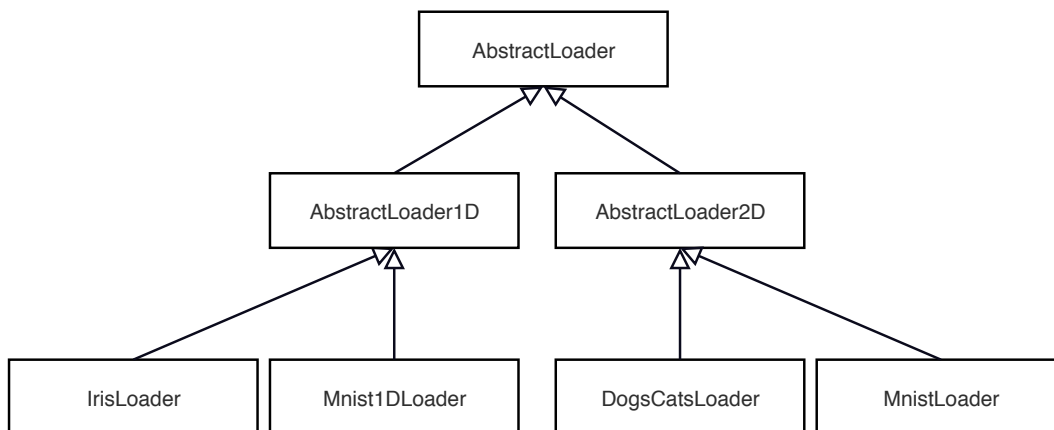 AbstractLoader
AbstractLoader1D
AbstractLoader2D
IrisLoader
Mnist1DLoader
DogsCatsLoader
MnistLoader